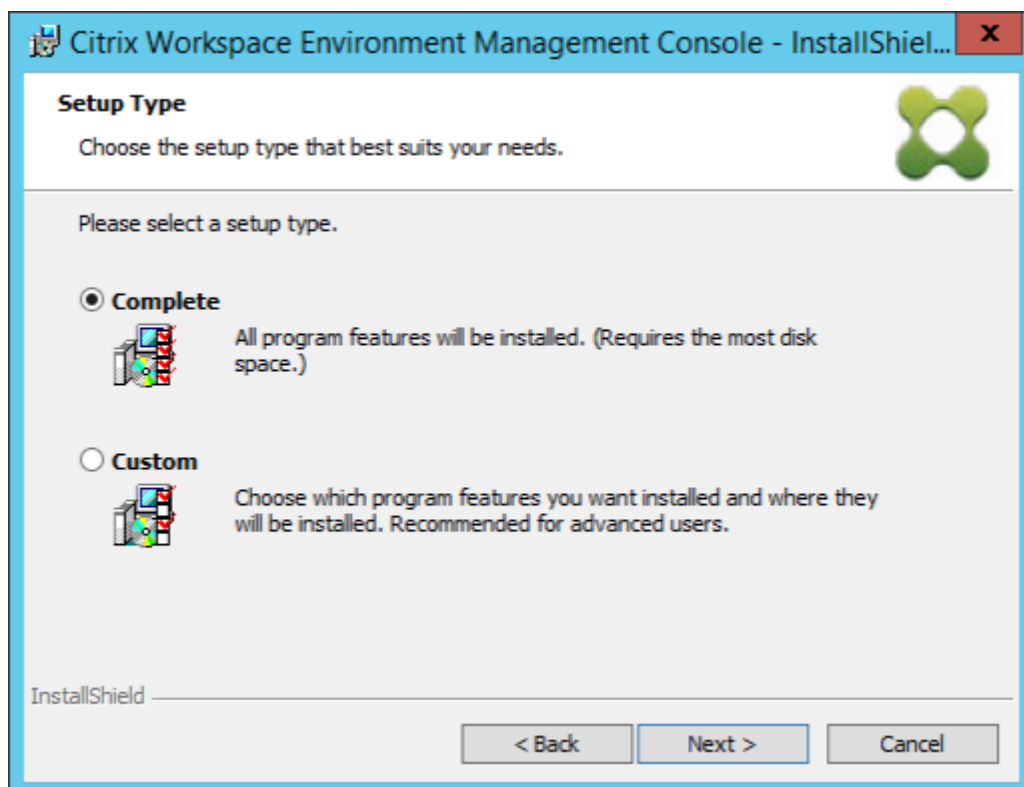 Citrix Workspace Environment Management Console - InstallShiel...
x
Setup Type
Choose the setup type that best suits your needs.
Please select a setup type.
Complete
All program features will be installed. (Requires the most disk
space.)
Custom
Choose which program features you want installed and where they
will be installed. Recommended for advanced users.
InstallShield
< Back
Next >
Cancel